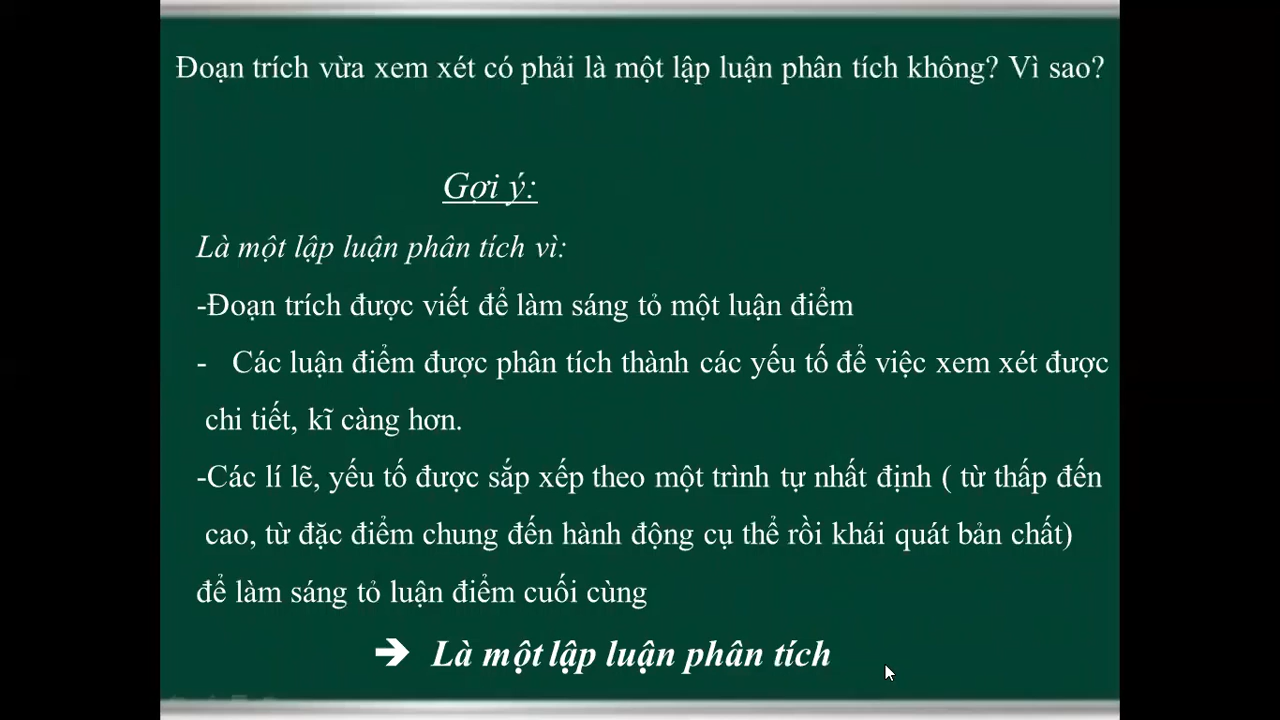 Đoạn trích vừa xem xét có phải là một lập luận phân tích không? Vì sao?
Gợi ý:
Là một lập luận phân tích vì:
-Đoạn trích được viết để làm sáng tỏ một luận điểm
- Các luận điểm được phân tích thành các yếu tố để việc xem xét được
chi tiết, kĩ càng hơn.
-Các lí lẽ, yếu tố được sắp xếp theo một trình tự nhất định ( từ thấp đến
cao, từ đặc điểm chung đến hành động cụ thể rồi khái quát bản chất)
để làm sáng tỏ luận điểm cuối cùng
➔ Là một lập luận phân tích